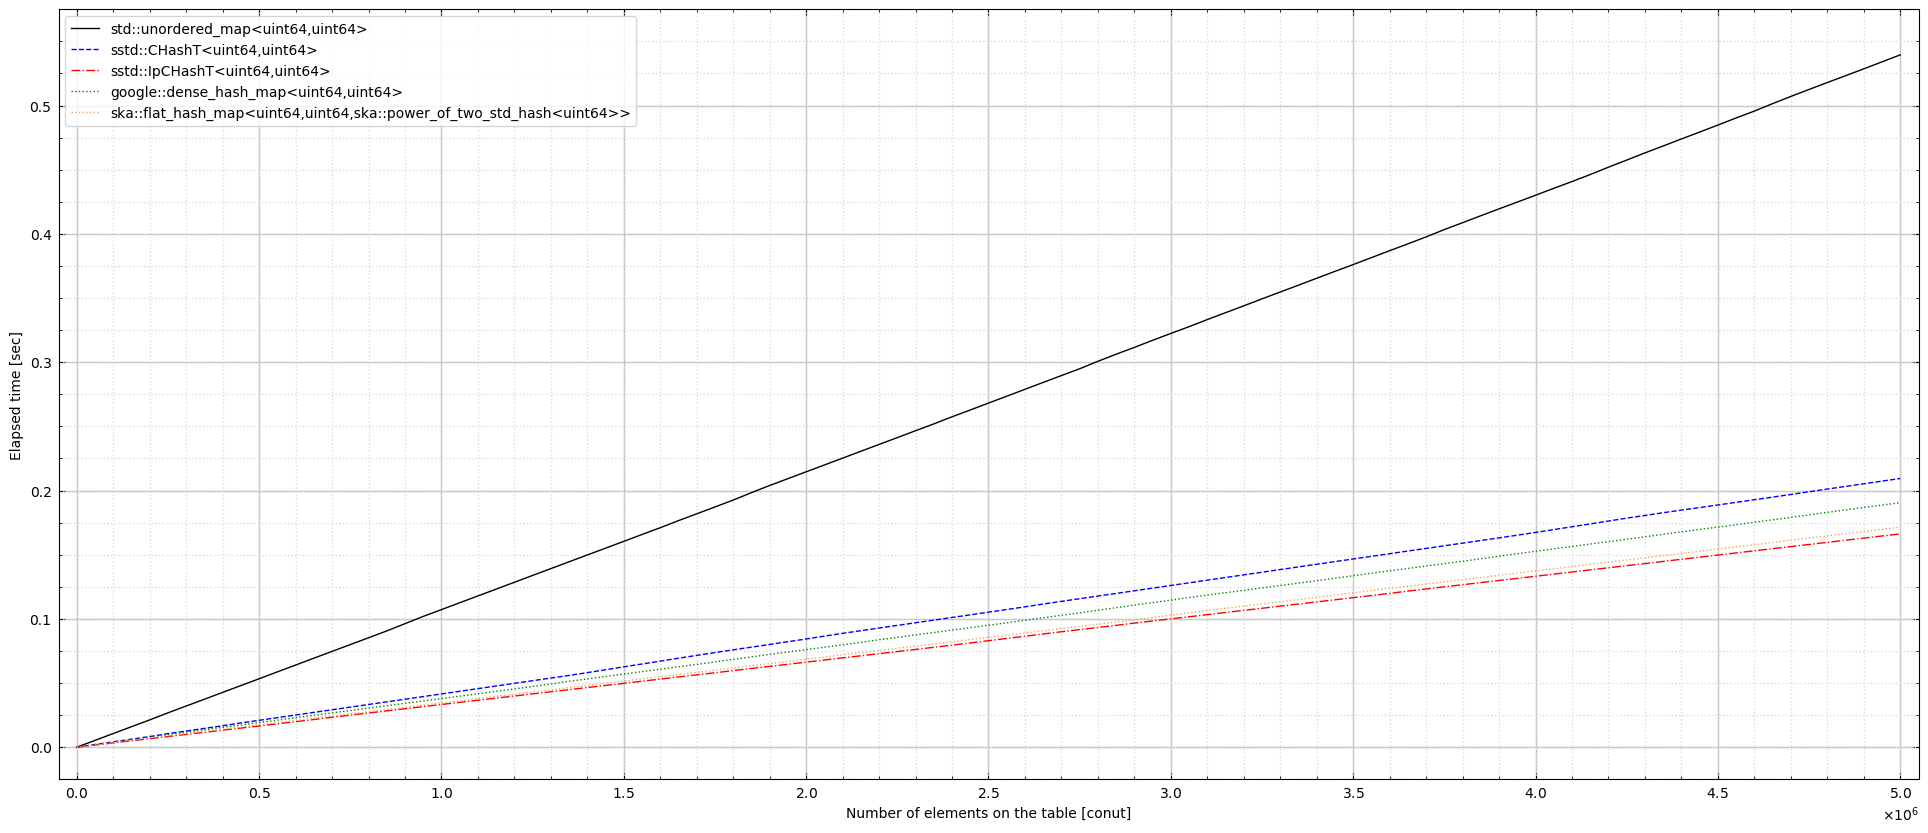 std::unordered_map<uint64,uint64>
sstd::CHashT<uint64,uint64>
sstd::IpCHashT<uint64,uint64>
google::dense_hash_map<uint64,uint64>
ska::flat_hash_map<uint64,uint64,ska::power_of_two_std_hash<uint64>>
Elapsed time [sec]
0.5
0.4
0.3
0.2
0.1
0.0
0.0 0.5 1.0 1.5 2.0 2.5 3.0 3.5 4.0 4.5 5.0
Number of elements on the table [conut]
×10⁶